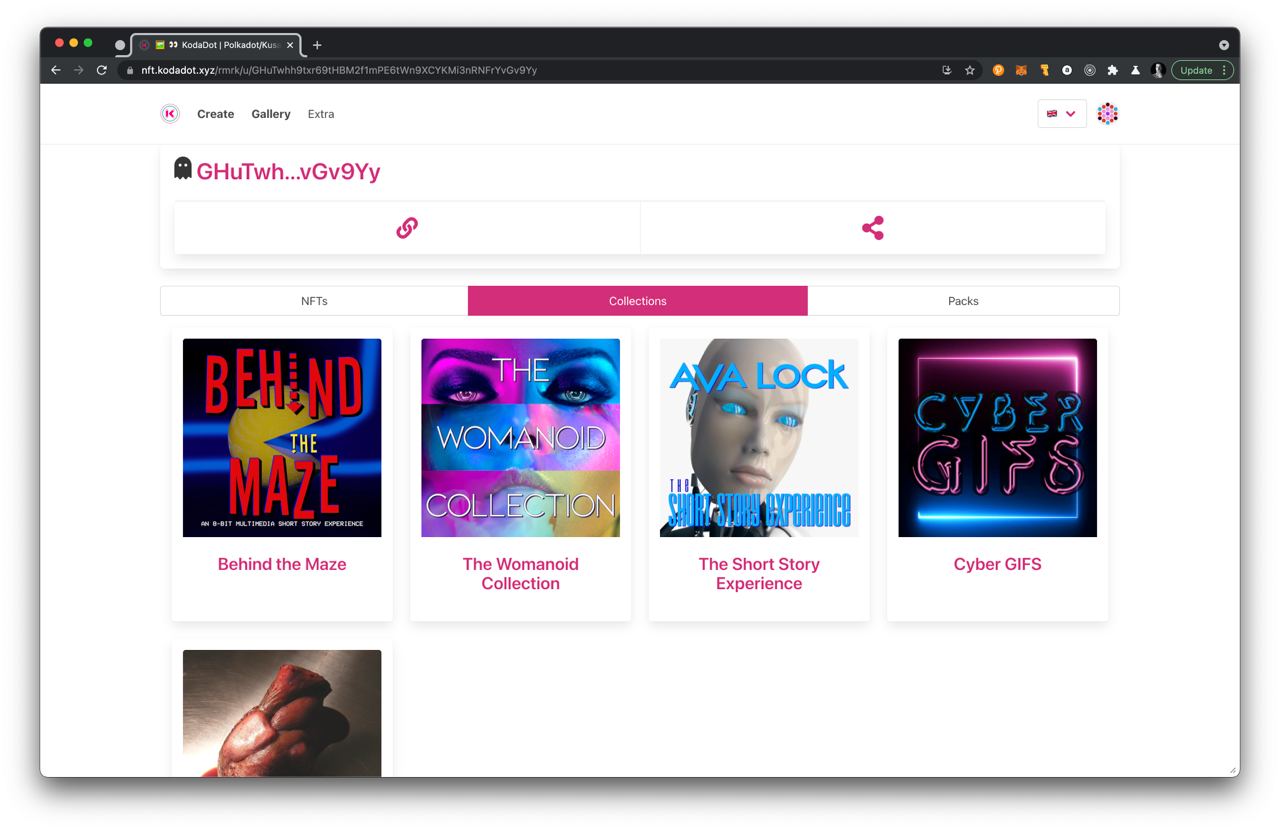 KodaDot | Polkadot/Kusa
nft.kodadot.xyz/rmrk/u/GHuTwhh9txr69tHBM2f1mPE6tWn9XCYKMi3nRNFrYvGv9Yy
Update
Create
Gallery
Extra
GHuTwh...vGv9Yy
NFTs
Collections
Packs
BEHIND
THE
MAZE
AN 8-BIT MULTIMEDIA SHORT STORY EXPERIENCE
Behind the Maze
THE
WOMANOID
COLLECTION
The Womanoid
Collection
AVA LOCK
THE
SHORT STORY EXPERIENCE
The Short Story
Experience
CYBER
GIFS
Cyber GIFS